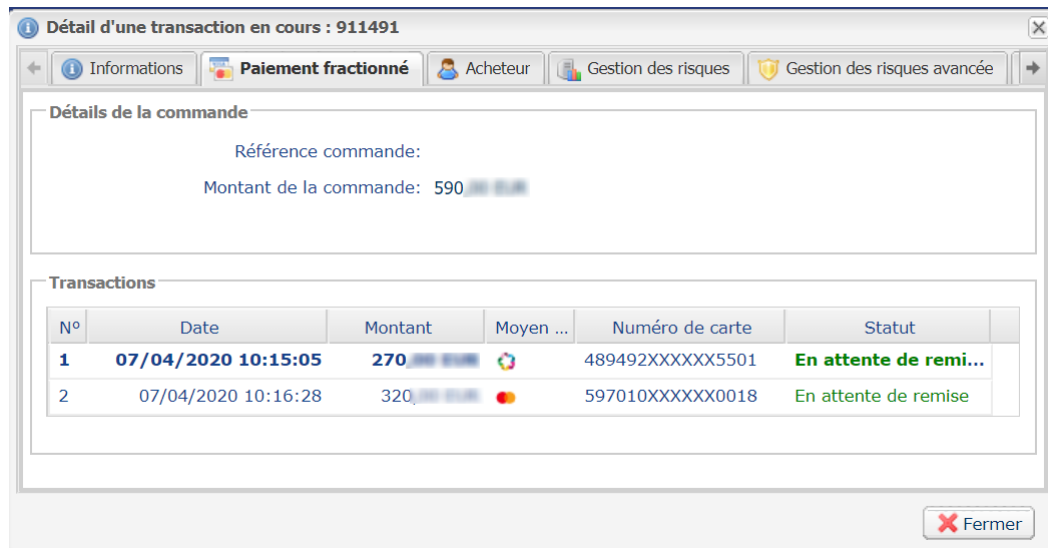 Détail d'une transaction en cours : 911491
Informations Paiement fractionné Acheteur Gestion des risques Gestion des risques avancée
Détails de la commande
Référence commande:
Montant de la commande: 590
Transactions
Nº Date Montant Moyen ... Numéro de carte Statut
1 07/04/2020 10:15:05 270 489492XXXXXX5501 En attente de remi...
2 07/04/2020 10:16:28 320 597010XXXXXX0018 En attente de remise
Fermer